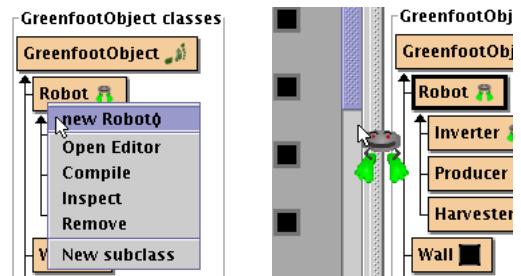 GreenfootObject classes
GreenfootObject
Robot
new Robot()
Open Editor
Compile
Inspect
Remove
New subclass
W
GreenfootObj
GreenfootObj
Robot
Inverter
Producer
Harvester
Wall